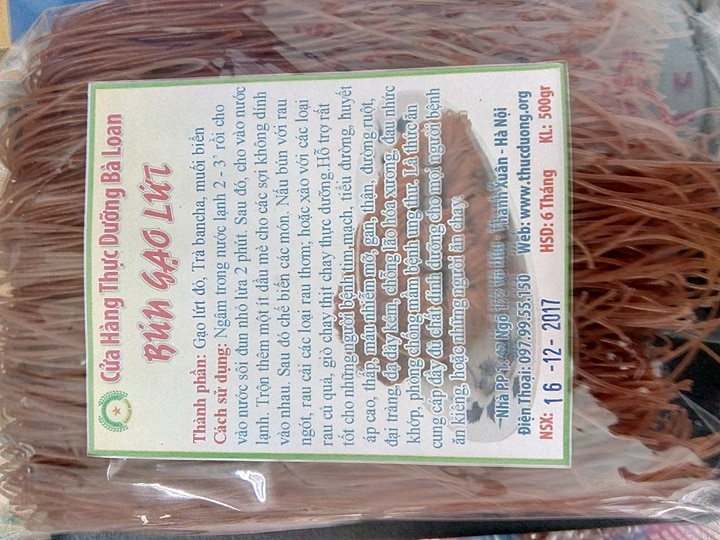 Cửa Hàng Thực Dưỡng Bà Loan
BÚN GẠO LỨT
Thành phần: Gạo lứt đỏ, Trà bancha, muối biển
Cách sử dụng: Ngâm trong nước lạnh 2 - 3' rồi cho
vào nước sôi đun nhỏ lửa 2 phút. Sau đó, cho vào nước
lạnh. Trộn thêm một ít dầu mè cho các sợi không dính
vào nhau. Sau đó chế biến các món. Nấu bún với rau
ngót, rau cải các loại rau thơm; hoặc xào với các loại
rau củ quả, giò chay thịt chay thực dưỡng.Hỗ trợ rất
tốt cho những người bệnh tim mạch, tiểu đường, huyết
áp cao, thấp, máu nhiễm mỡ, gan, thận, đường ruột,
đại tràng, dạ dày kém, chống lão hóa xương, đau nhức
khớp, phòng chống mầm bệnh ung thư. Là thức ăn
cung cấp đầy đủ chất dinh dưỡng cho mọi người bệnh
ăn kiêng, hoặc những người ăn chay.
Nhà PP: Ngõ Thanh Xuân - Hà Nội
Điện Thoại: 097.99.55.150 Web: www.thucduong.org
NSX: 16 -12- 2017 HSD: 6 Tháng KL: 500gr